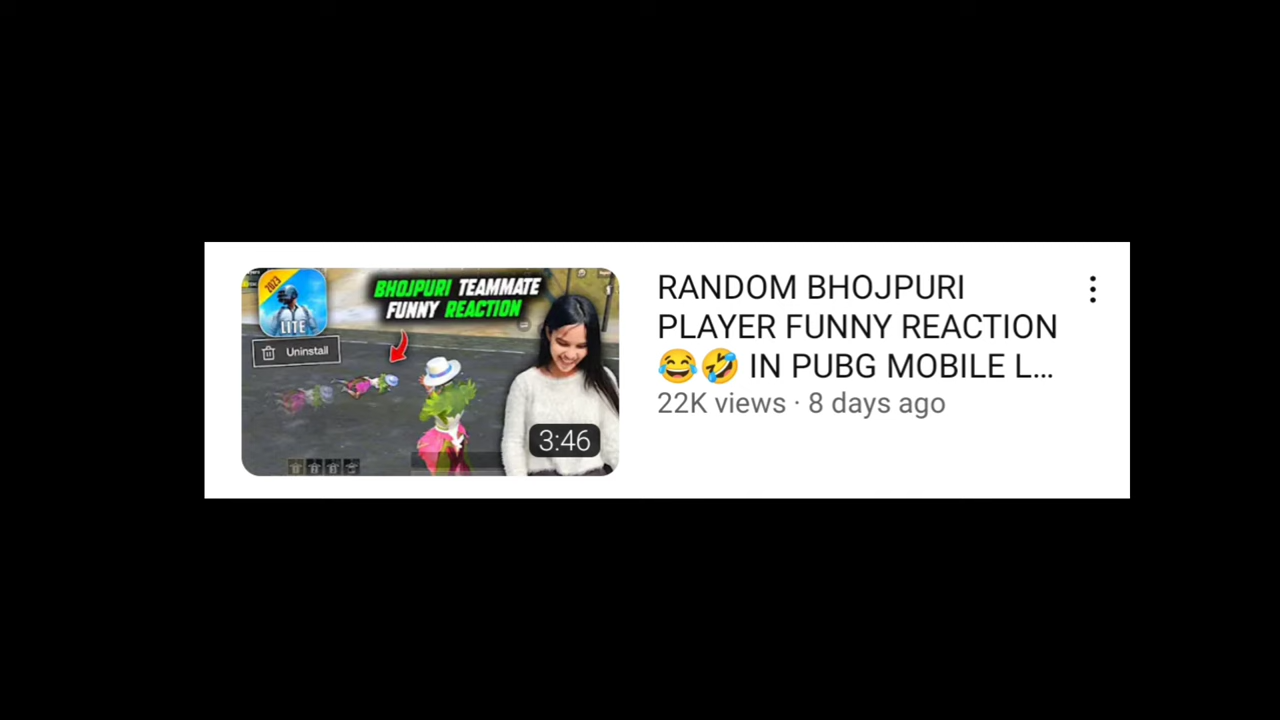 2023
LITE
Uninstall
BHOJPURI TEAMMATE
FUNNY REACTION
3:46
RANDOM BHOJPURI
PLAYER FUNNY REACTION
😂🤣 IN PUBG MOBILE L...
22K views · 8 days ago